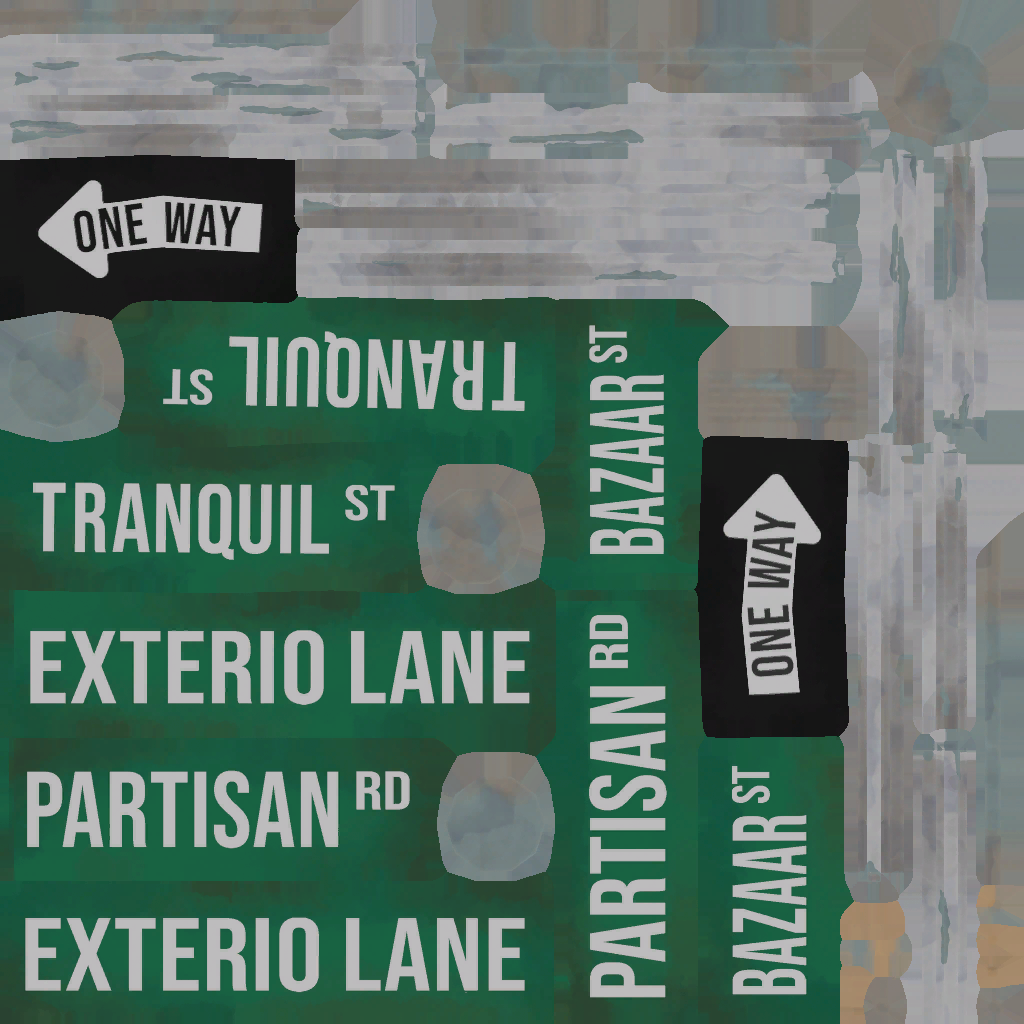 ONE WAY
TRANQUIL ST
BAZAAR ST
TRANQUIL ST
ONE WAY
EXTERIO LANE
PARTISAN RD
PARTISAN RD
BAZAAR ST
EXTERIO LANE